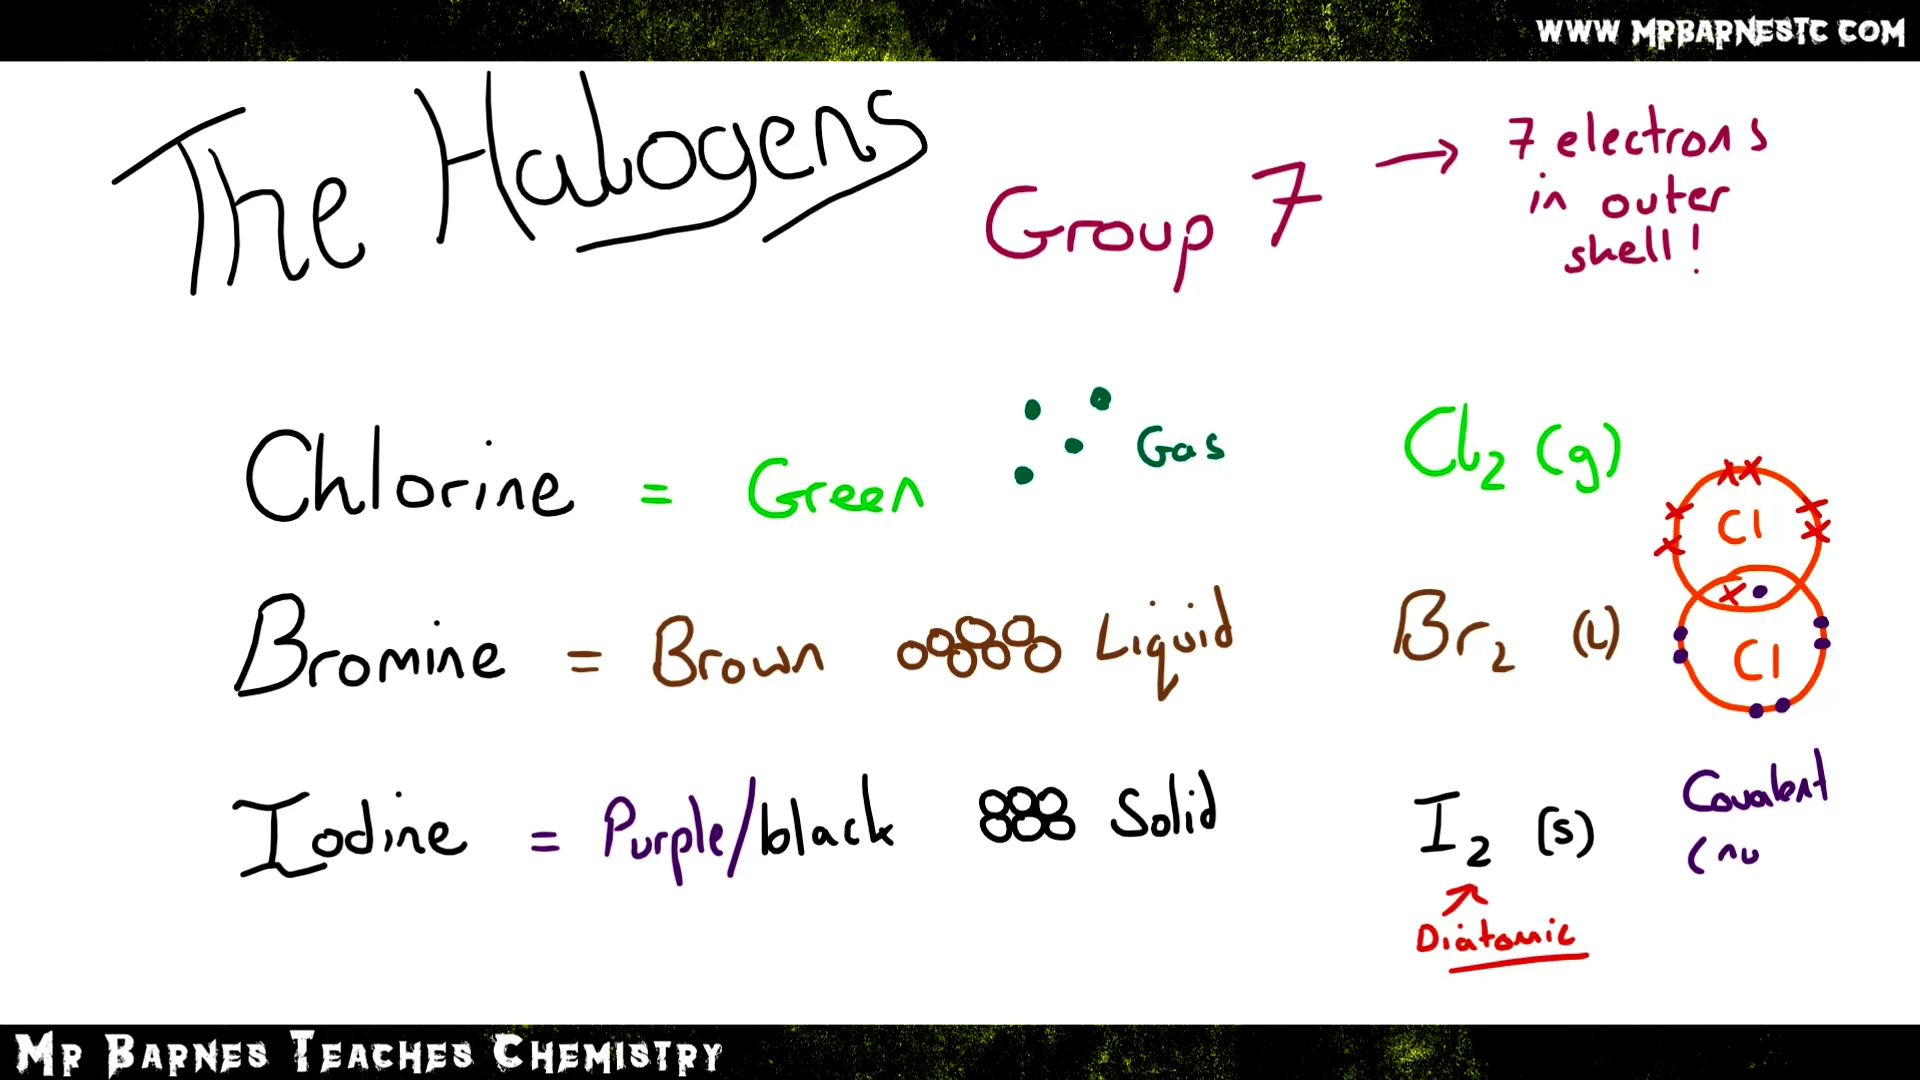 www mrbarnestc com
The Halogens
Group 7 → 7 electrons
in outer
shell!
Chlorine = Green Gas Cl2 (g)
Cl
Bromine = Brown Liquid Br2 (l)
Cl
Iodine = Purple/black Solid I2 (s)
Covalent
(nu
Diatomic
Mr Barnes Teaches Chemistry